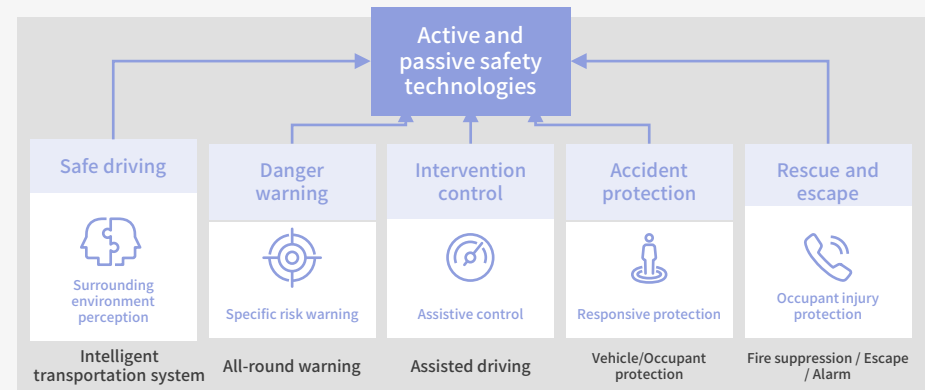 Active and
passive safety
technologies
Safe driving
Danger
warning
Intervention
control
Accident
protection
Rescue and
escape
Surrounding
environment
perception
Specific risk warning
Assistive control
Responsive protection
Occupant injury
protection
Intelligent
transportation system
All-round warning
Assisted driving
Vehicle/Occupant
protection
Fire suppression / Escape
/ Alarm